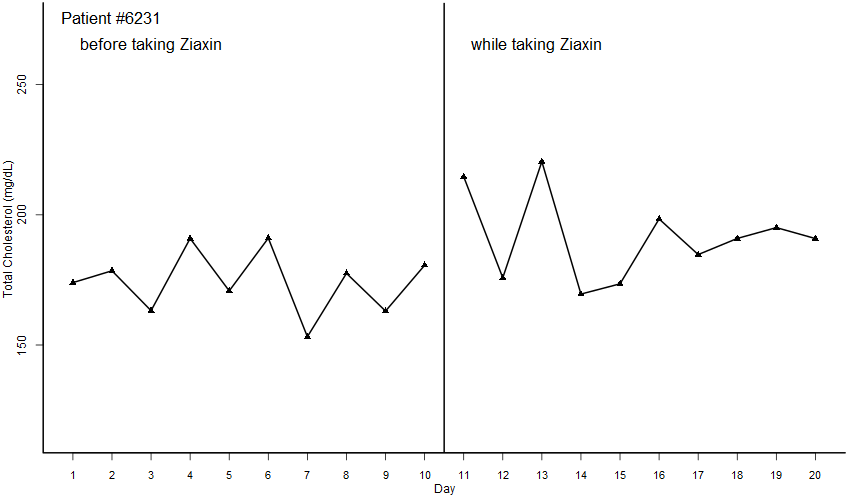 Patient #6231
before taking Ziaxin
while taking Ziaxin
Total Cholesterol (mg/dL)
250
200
150
1 2 3 4 5 6 7 8 9 10 11 12 13 14 15 16 17 18 19 20
Day